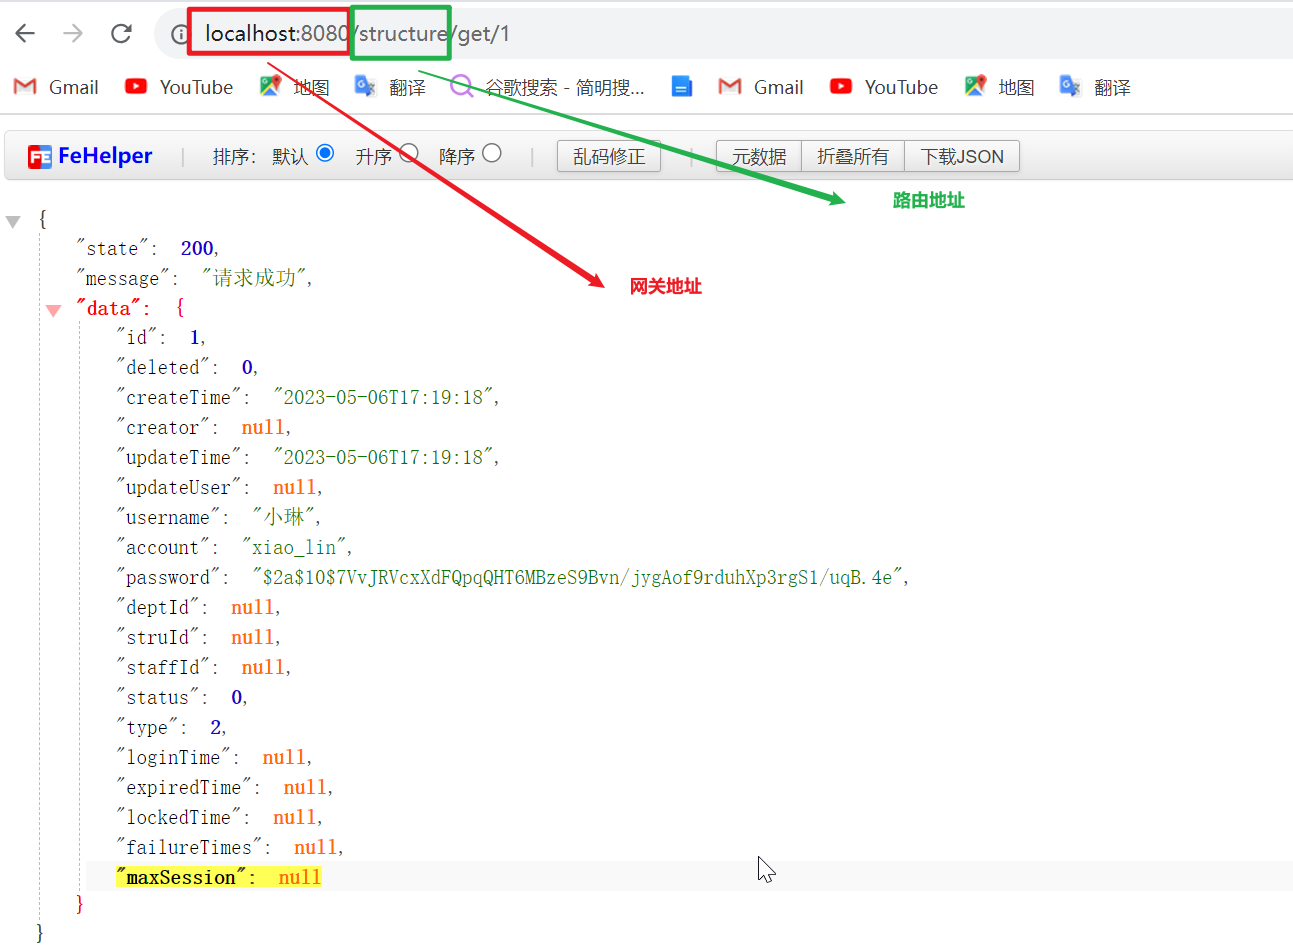 localhost:8080/structure/get/1
Gmail YouTube 地图 翻译 谷歌搜索 - 简明搜... Gmail YouTube 地图 翻译
FE FeHelper 排序: 默认 升序 降序 乱码修正 元数据 折叠所有 下载JSON
路由地址
网关地址
{
"state": 200,
"message": "请求成功",
"data": {
"id": 1,
"deleted": 0,
"createTime": "2023-05-06T17:19:18",
"creator": null,
"updateTime": "2023-05-06T17:19:18",
"updateUser": null,
"username": "小琳",
"account": "xiao_lin",
"password": "$2a$10$7VvJRVcxXdFQpqQHT6MBzeS9Bvn/jygAof9rduhXp3rgS1/uqB.4e",
"deptId": null,
"struId": null,
"staffId": null,
"status": 0,
"type": 2,
"loginTime": null,
"expiredTime": null,
"lockedTime": null,
"failureTimes": null,
"maxSession": null
}
}